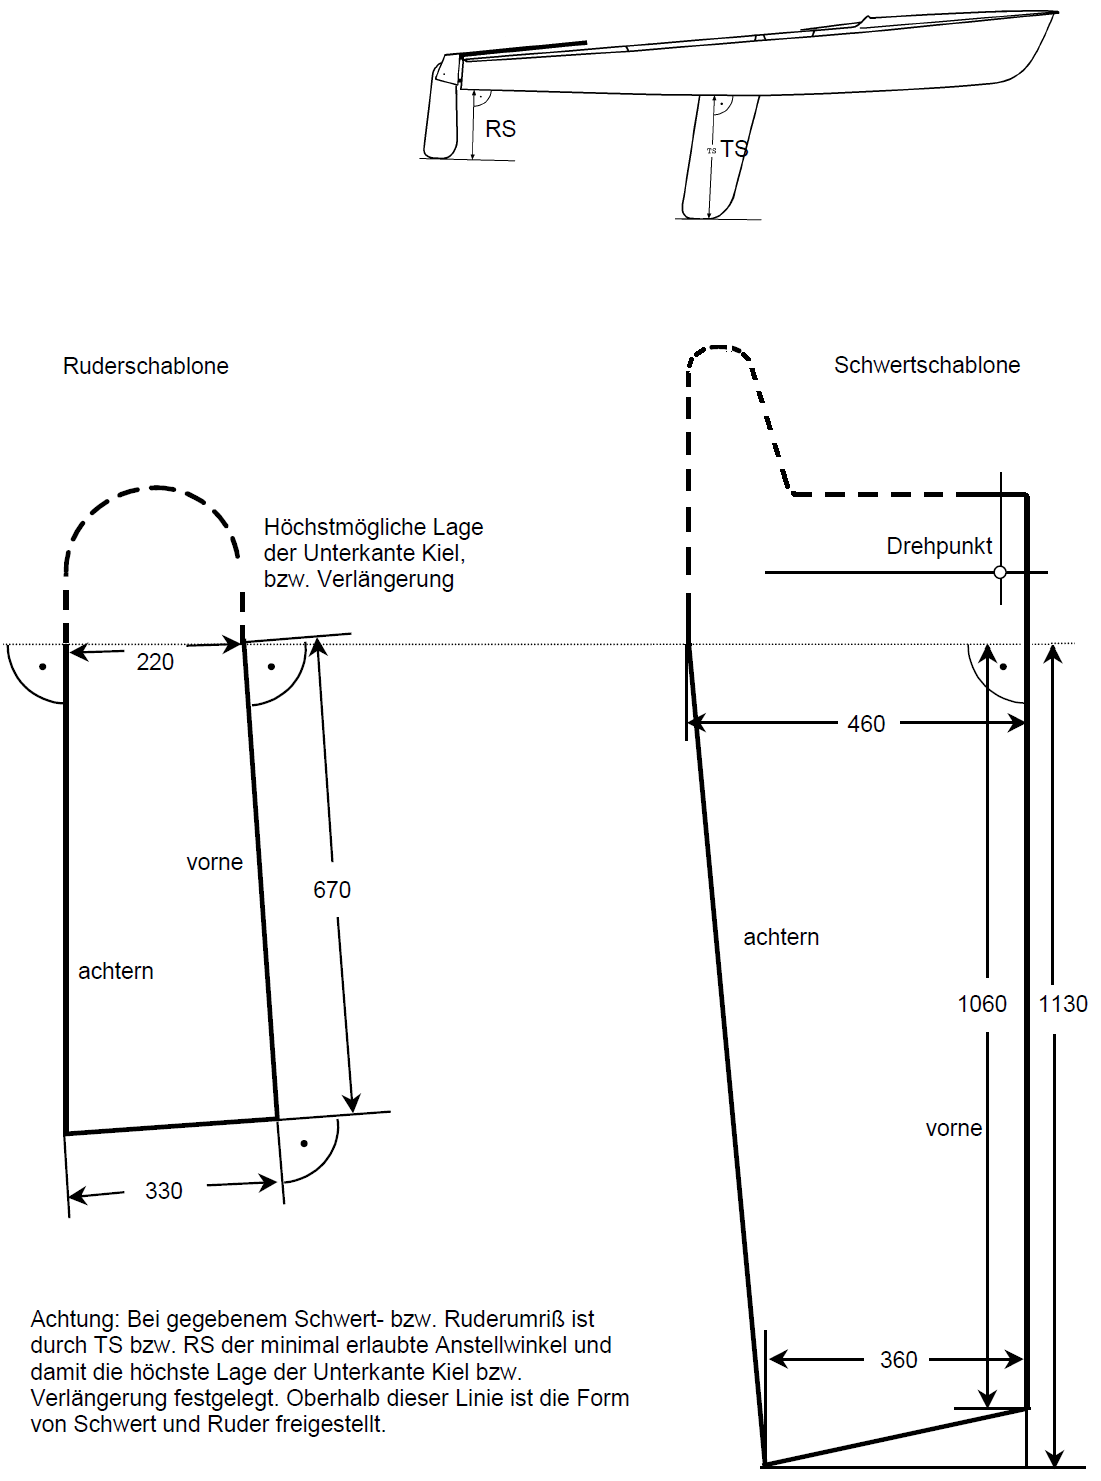 RS
TS TS
Ruderschablone
Schwertschablone
Höchstmögliche Lage
der Unterkante Kiel,
bzw. Verlängerung
Drehpunkt
220
460
vorne
670
achtern
achtern
1060
1130
vorne
330
360
Achtung: Bei gegebenem Schwert- bzw. Ruderumriß ist
durch TS bzw. RS der minimal erlaubte Anstellwinkel und
damit die höchste Lage der Unterkante Kiel bzw.
Verlängerung festgelegt. Oberhalb dieser Linie ist die Form
von Schwert und Ruder freigestellt.